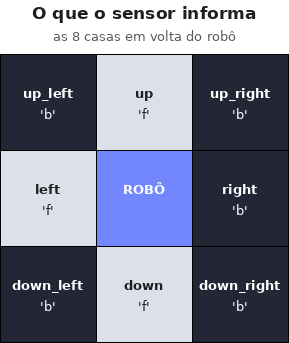 O que o sensor informa
as 8 casas em volta do robô
up_left
'b'
up
'f'
up_right
'b'
left
'f'
ROBÔ
right
'b'
down_left
'b'
down
'f'
down_right
'b'